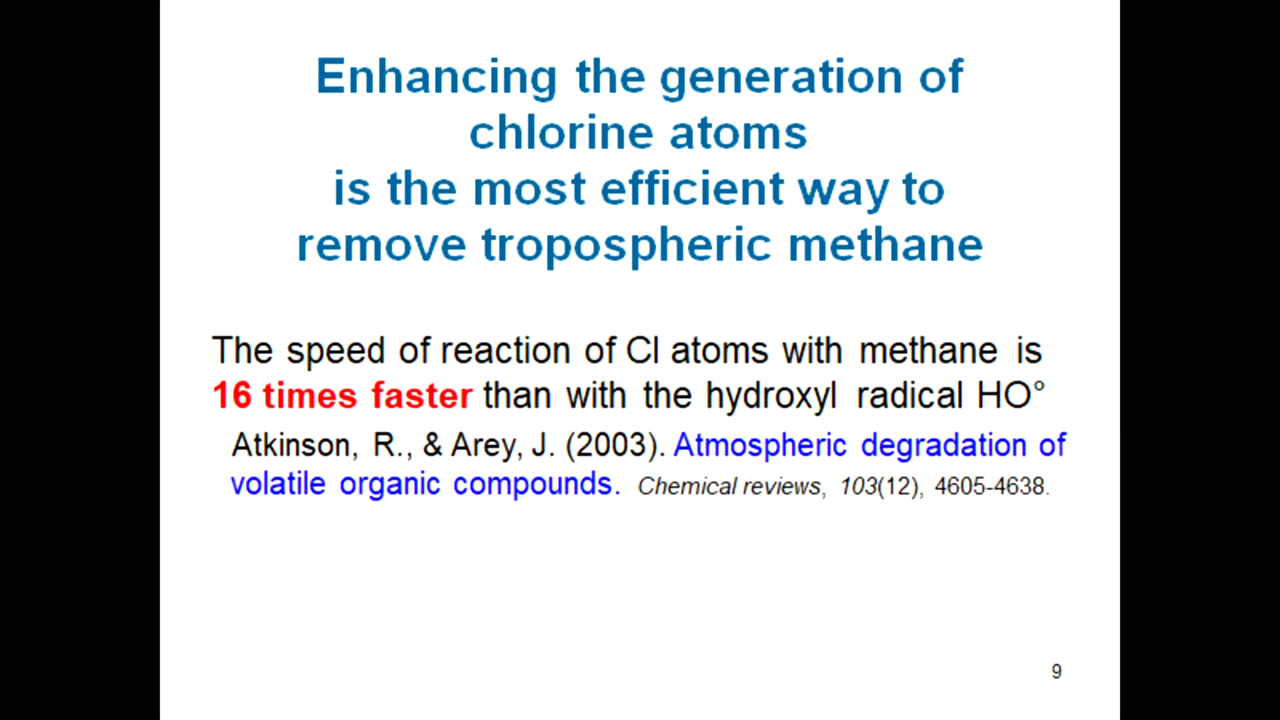 Enhancing the generation of
chlorine atoms
is the most efficient way to
remove tropospheric methane
The speed of reaction of Cl atoms with methane is
16 times faster than with the hydroxyl radical HO°
Atkinson, R., & Arey, J. (2003). Atmospheric degradation of
volatile organic compounds. Chemical reviews, 103(12), 4605-4638.
9